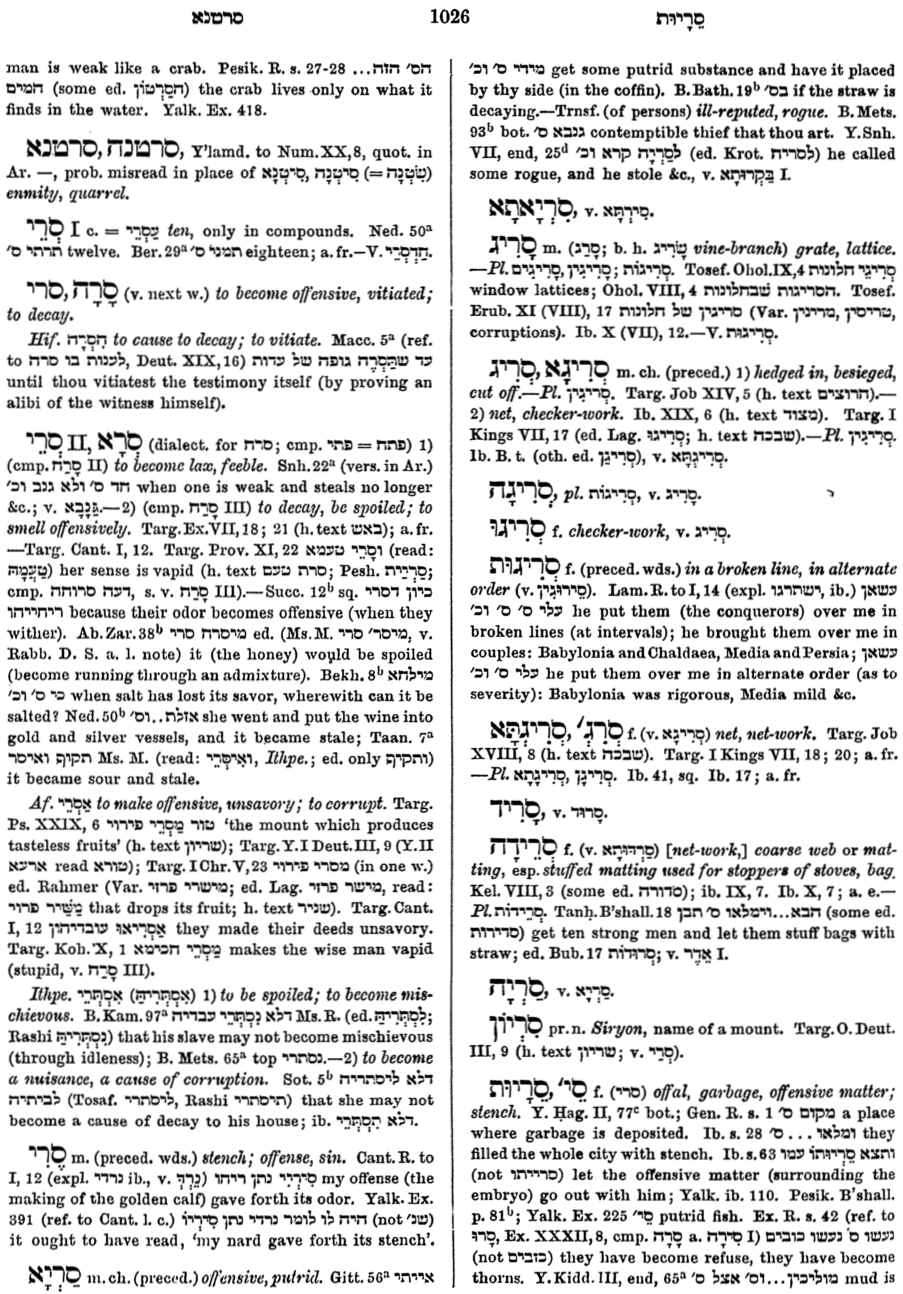 סרטנא
1026
סֵרָיוּת
man is weak like a crab. Pesik. R. s. 27-28 ...הס' הזה
חמים (some ed. הסַרְטוֹן) the crab lives only on what it
finds in the water. Yalk. Ex. 418.
סרטנה, סרטנא, Y'lamd. to Num. XX, 8, quot. in
Ar. —, prob. misread in place of סִיטְנָה, סִיטְנָא (= שִׂטְנָה)
enmity, quarrel.
סְרֵי I c. = עַסְרֵי ten, only in compounds. Ned. 50a
תרתי ס' twelve. Ber. 29a תמני ס' eighteen; a. fr.—V. חַדְסְרֵי.
סָרָה, סרי (v. next w.) to become offensive, vitiated;
to decay.
Hif. הִסְרָה to cause to decay; to vitiate. Macc. 5a (ref.
to לענות בו סרה, Deut. XIX, 16) עד שתַּסְרֶה גופה של עדות
until thou vitiatest the testimony itself (by proving an
alibi of the witness himself).
סְרֵי II, סְרָא (dialect. for סרח; cmp. פתי = פתח) 1)
(cmp. סָרַח II) to become lax, feeble. Snh. 22a (vers. in Ar.)
חד ס' ולא גנב וכ' when one is weak and steals no longer
&c.; v. גַּנָּבָא.—2) (cmp. סָרַח III) to decay, be spoiled; to
smell offensively. Targ. Ex. VII, 18; 21 (h. text באש); a. fr.
—Targ. Cant. I, 12. Targ. Prov. XI, 22 וסָרֵי טעמא (read:
טַעֲמָהּ) her sense is vapid (h. text סרת טעם; Pesh. סְרִיַית;
cmp. דעה סרוחה, s. v. סָרַח III).—Succ. 12b sq. כיון דסרי
ריחייהו because their odor becomes offensive (when they
wither). Ab. Zar. 38b מיסרח סרי ed. (Ms. M. מיסר' סרי, v.
Rabb. D. S. a. l. note) it (the honey) would be spoiled
(become running through an admixture). Bekh. 8b מילחא
כי ס' וכ' when salt has lost its savor, wherewith can it be
salted? Ned. 50b אזלת...וס' she went and put the wine into
gold and silver vessels, and it became stale; Taan. 7a
תקיף ואיסר Ms. M. (read: וְאִיסְרֵי, Ithpe.; ed. only ותקיף)
it became sour and stale.
Af. אַסְרֵי to make offensive, unsavory; to corrupt. Targ.
Ps. XXIX, 6 טור מַסְרֵי פירוי 'the mount which produces
tasteless fruits' (h. text שריון); Targ. Y. I Deut. III, 9 (Y. II
ארעא read טורא); Targ. I Chr. V, 23 מסרי פירוי (in one w.)
ed. Rahmer (Var. מישרי פרזי; ed. Lag. מישר פרזי, read:
מַשִּׁיר פרוי that drops its fruit; h. text שניר). Targ. Cant.
I, 12 אַסְרִיאוּ עובדיהון they made their deeds unsavory.
Targ. Koh. X, 1 מַסְרֵי חכימא makes the wise man vapid
(stupid, v. סָרַח III).
Ithpe. אִסְתְּרֵי (אִסְתְּרִיהּ) 1) to be spoiled; to become mis-
chievous. B. Kam. 97a דלא נִסְתְּרֵי עבדיה Ms. R. (ed. לִסְתְּרֵיהּ;
Rashi נִסְתְּרֵיהּ) that his slave may not become mischievous
(through idleness); B. Mets. 65a top נסתרי.—2) to become
a nuisance, a cause of corruption. Sot. 5b דלא ליסתריה
לביתיה (Tosaf. ליסתרי, Rashi תיסתרי) that she may not
become a cause of decay to his house; ib. דלא תִסְתְּרֵי.
סֳרִי m. (preced. wds.) stench; offense, sin. Cant. R. to
I, 12 (expl. נרדי ib., v. נֵרְדְּ) סִירְיִי נתן ריחו my offense (the
making of the golden calf) gave forth its odor. Yalk. Ex.
391 (ref. to Cant. l. c.) היה לו לומר נרדי נתן סִירְיוֹ (not שנ')
it ought to have read, 'my nard gave forth its stench'.
סַרְיָא m. ch. (preced.) offensive, putrid. Gitt. 56a אייתי
מידי ס' וכ' get some putrid substance and have it placed
by thy side (in the coffin). B. Bath. 19b בס' if the straw is
decaying.—Trnsf. (of persons) ill-reputed, rogue. B. Mets.
93b bot. גנבא ס' contemptible thief that thou art. Y. Snh.
VII, end, 25d לסַרְיָה קרא וכ' (ed. Krot. לסרית) he called
some rogue, and he stole &c., v. בַּקְרוּתָא I.
סִרְיָאתָא, v. סִירְתָּא.
סָרִיג m. (סָרַג; b. h. שָׂרִיג vine-branch) grate, lattice.
—Pl. סְרִיגִים, סְרִיגִין; סְרִיגוֹת. Tosef. Ohol. IX, 4 סריגי חלונות
window lattices; Ohol. VIII, 4 הסריגות שבחלונות. Tosef.
Erub. XI (VIII), 17 סריגין של חלונות (Var. טריסין, מרינין,
corruptions). Ib. X (VII), 12.—V. סְרִיגוּת.
סְרִיג, סְרִיגָא m. ch. (preced.) 1) hedged in, besieged,
cut off.—Pl. סְרִיגִין. Targ. Job XIV, 5 (h. text חרוצים).—
2) net, checker-work. Ib. XIX, 6 (h. text מצוד). Targ. I
Kings VII, 17 (ed. Lag. סְרִיגוּ; h. text שבכה).—Pl. סְרִיגִין.
Ib. B. t. (oth. ed. סְרִיגַן), v. סְרִיגְתָּא.
סְרִיגָה, pl. סְרִיגוֹת, v. סָרִיג.
סְרִיגוּ f. checker-work, v. סְרִיג.
סְרִיגוּת f. (preced. wds.) in a broken line, in alternate
order (v. סֵירוּגִין). Lam. R. to I, 14 (expl. וישתרגו, ib.) עשאן
עלי ס' ס' וכ' he put them (the conquerors) over me in
broken lines (at intervals); he brought them over me in
couples: Babylonia and Chaldaea, Media and Persia; עשאן
עלי ס' וכ' he put them over me in alternate order (as to
severity): Babylonia was rigorous, Media mild &c.
סְרִיגְתָּא, סְרִגְ' f. (v. סְרִיגָא) net, net-work. Targ. Job
XVIII, 8 (h. text שבכה). Targ. I Kings VII, 18; 20; a. fr.
—Pl. סְרִיגָן, סְרִיגָתָא. Ib. 41, sq. Ib. 17; a. fr.
סָרִיד, v. סָרוּד.
סְרֵידָה f. (v. סְרָדוּתָא) [net-work,] coarse web or mat-
ting, esp. stuffed matting used for stoppers of stoves, bag.
Kel. VIII, 3 (some ed. סדורה); ib. IX, 7. Ib. X, 7; a. e.—
Pl. סְרֵידוֹת. Tanḥ. B'shall. 18 הבא...וימלאו ס' תבן (some ed.
סדירות) get ten strong men and let them stuff bags with
straw; ed. Bub. 17 סְרוּדוֹת; v. אֶדֶר I.
סַרְיָה, v. סַרְיָא.
סִרְיוֹן pr. n. Siryon, name of a mount. Targ. O. Deut.
III, 9 (h. text שריון; v. סְרֵי).
סֵרָיוּת, סֵי' f. (סרי) offal, garbage, offensive matter;
stench. Y. Ḥag. II, 77c bot.; Gen. R. s. 1 מקום ס' a place
where garbage is deposited. Ib. s. 28 ומלאו ... ס' they
filled the whole city with stench. Ib. s. 63 ותצא סֶרְיוּתוֹ עמו
(not סרייתו) let the offensive matter (surrounding the
embryo) go out with him; Yalk. ib. 110. Pesik. B'shall.
p. 81b; Yalk. Ex. 225 סֵי' putrid fish. Ex. R. s. 42 (ref. to
סרו, Ex. XXXII, 8, cmp. סָרָה a. סִירָה I) נעשו ס' נעשו כובים
(not כזבים) they have become refuse, they have become
thorns. Y. Kidd. III, end, 65a מוליכין...וס' אצל ס' mud is